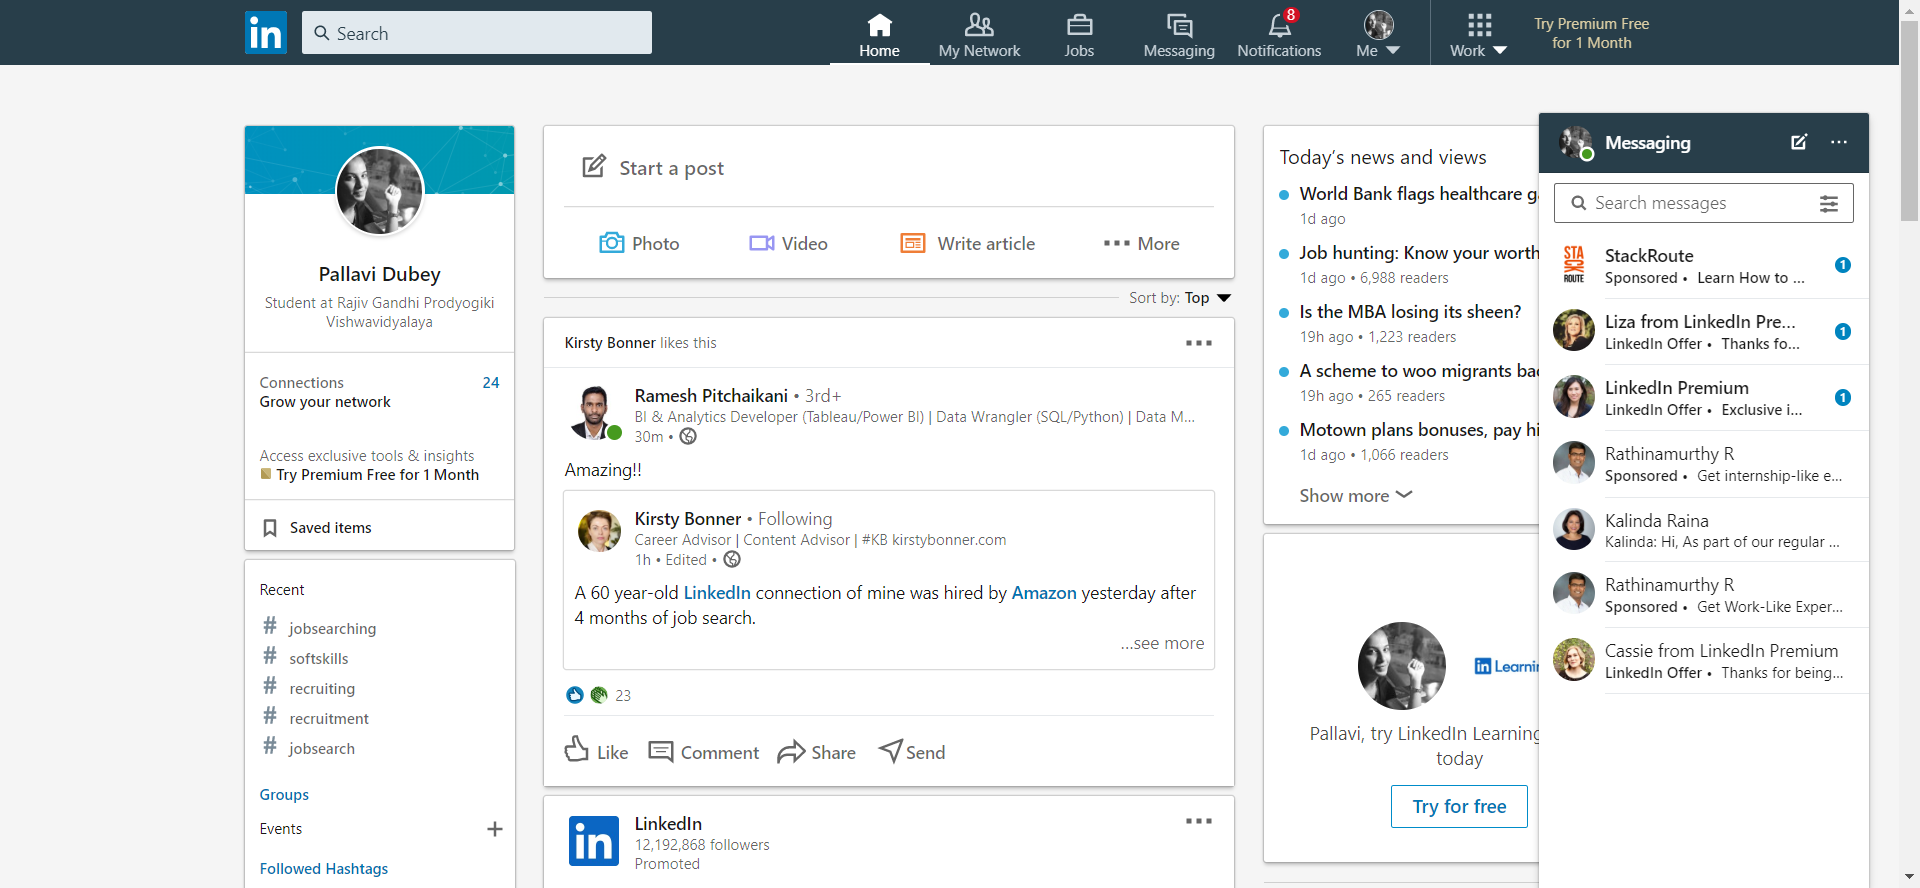 in
Search
Home
My Network
Jobs
Messaging
8
Notifications
Me
Work
Try Premium Free
for 1 Month
Pallavi Dubey
Student at Rajiv Gandhi Prodyogiki
Vishwavidyalaya
Connections 24
Grow your network
Access exclusive tools & insights
Try Premium Free for 1 Month
Saved items
Recent
# jobsearching
# softskills
# recruiting
# recruitment
# jobsearch
Groups
Events
Followed Hashtags
Start a post
Photo
Video
Write article
More
Sort by: Top
Kirsty Bonner likes this
Ramesh Pitchaikani • 3rd+
BI & Analytics Developer (Tableau/Power BI) | Data Wrangler (SQL/Python) | Data M...
30m •
Amazing!!
Kirsty Bonner • Following
Career Advisor | Content Advisor | #KB kirstybonner.com
1h • Edited •
A 60 year-old LinkedIn connection of mine was hired by Amazon yesterday after
4 months of job search.
...see more
23
Like
Comment
Share
Send
in
LinkedIn
12,192,868 followers
Promoted
Today's news and views
World Bank flags healthcare g
1d ago
Job hunting: Know your worth
1d ago • 6,988 readers
Is the MBA losing its sheen?
19h ago • 1,223 readers
A scheme to woo migrants ba
19h ago • 265 readers
Motown plans bonuses, pay hi
1d ago • 1,066 readers
Show more
in Learni
Pallavi, try LinkedIn Learning
today
Try for free
Messaging
Search messages
STACKROUTE
StackRoute
Sponsored • Learn How to ...
1
Liza from LinkedIn Pre...
LinkedIn Offer • Thanks fo...
1
LinkedIn Premium
LinkedIn Offer • Exclusive i...
1
Rathinamurthy R
Sponsored • Get internship-like e...
Kalinda Raina
Kalinda: Hi, As part of our regular ...
Rathinamurthy R
Sponsored • Get Work-Like Exper...
Cassie from LinkedIn Premium
LinkedIn Offer • Thanks for being...